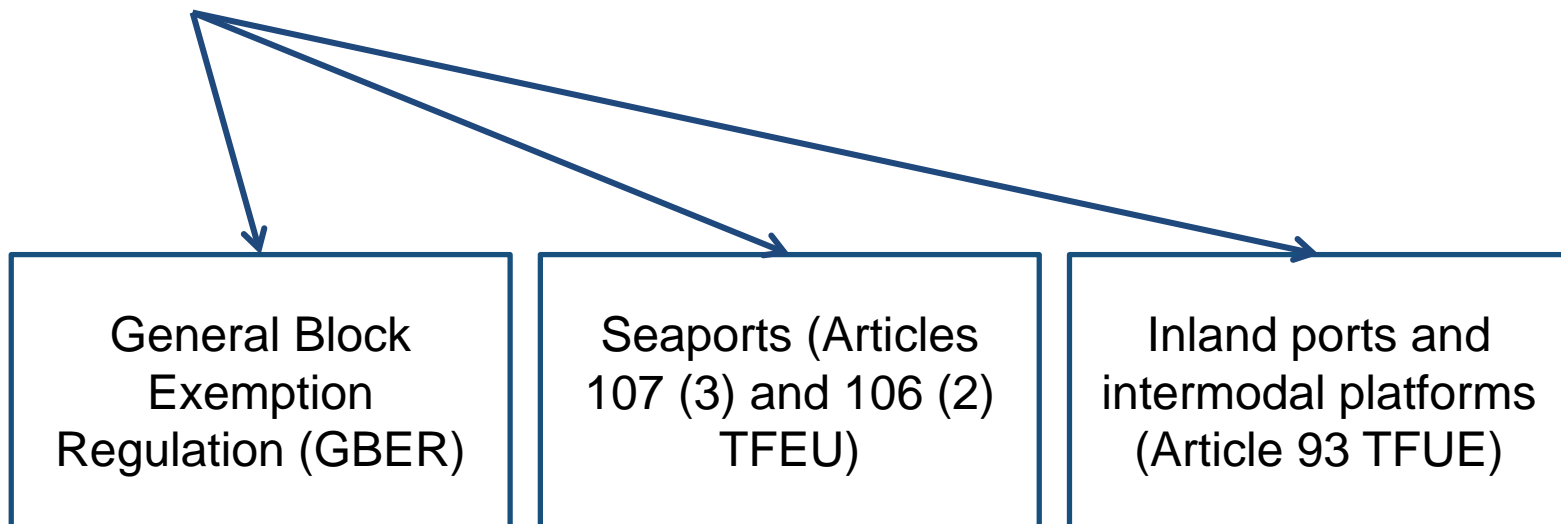 General Block
Exemption
Regulation (GBER)
Seaports (Articles
107 (3) and 106 (2)
TFEU)
Inland ports and
intermodal platforms
(Article 93 TFUE)